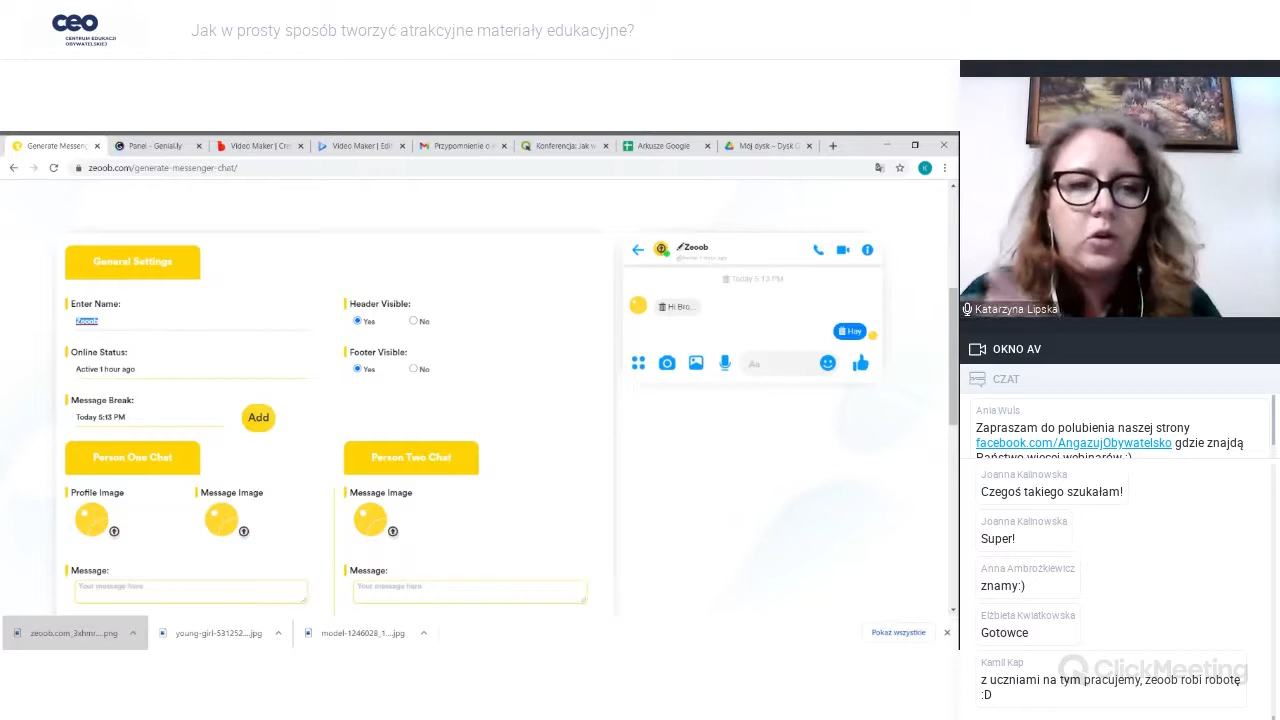 ceo
CENTRUM EDUKACJI
OBYWATELSKIEJ
Jak w prosty sposób tworzyć atrakcyjne materiały edukacyjne?
Generate Messeng
Panel - Genial.ly
Video Maker | Cre
Video Maker | Edi
Przypomnienie o
Konferencja: Jak w
Arkusze Google
Mój dysk – Dysk G
zeoob.com/generate-messenger-chat/
General Settings
Enter Name:
Zeoob
Header Visible:
Yes
No
Online Status:
Active 1 hour ago
Footer Visible:
Yes
No
Message Break:
Today 5:13 PM
Add
Person One Chat
Person Two Chat
Profile Image
Message Image
Message Image
Message:
Your message here
Message:
Your message here
Zeoob
Today 5:13 PM
Hi Bro...
Hay
Aa
zeoob.com_3xhmr....png
young-girl-531252....jpg
model-1246028_1....jpg
Pokaż wszystkie
Katarzyna Lipska
OKNO AV
CZAT
Ania Wuls
Zapraszam do polubienia naszej strony
facebook.com/AngazujObywatelsko gdzie znajdą
Państwo więcej webinarów :)
Joanna Kalinowska
Czegoś takiego szukałam!
Joanna Kalinowska
Super!
Anna Ambrożkiewicz
znamy:)
Elżbieta Kwiatkowska
Gotowce
Kamil Kap
z uczniami na tym pracujemy, zeoob robi robotę
:D
ClickMeeting